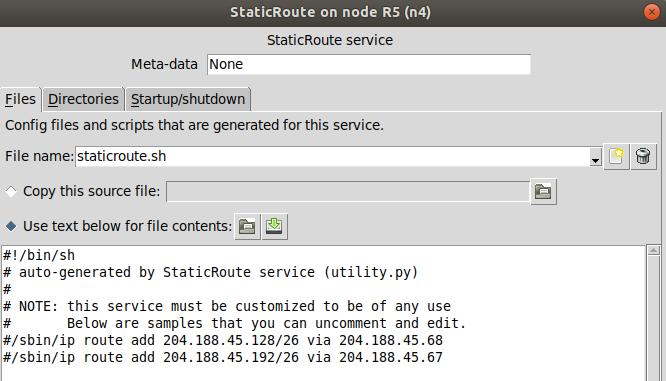 StaticRoute on node R5 (n4)
StaticRoute service
Meta-data None
Files Directories Startup/shutdown
Config files and scripts that are generated for this service.
File name: staticroute.sh
Copy this source file:
Use text below for file contents:
#!/bin/sh
# auto-generated by StaticRoute service (utility.py)
#
# NOTE: this service must be customized to be of any use
#       Below are samples that you can uncomment and edit.
#/sbin/ip route add 204.188.45.128/26 via 204.188.45.68
#/sbin/ip route add 204.188.45.192/26 via 204.188.45.67